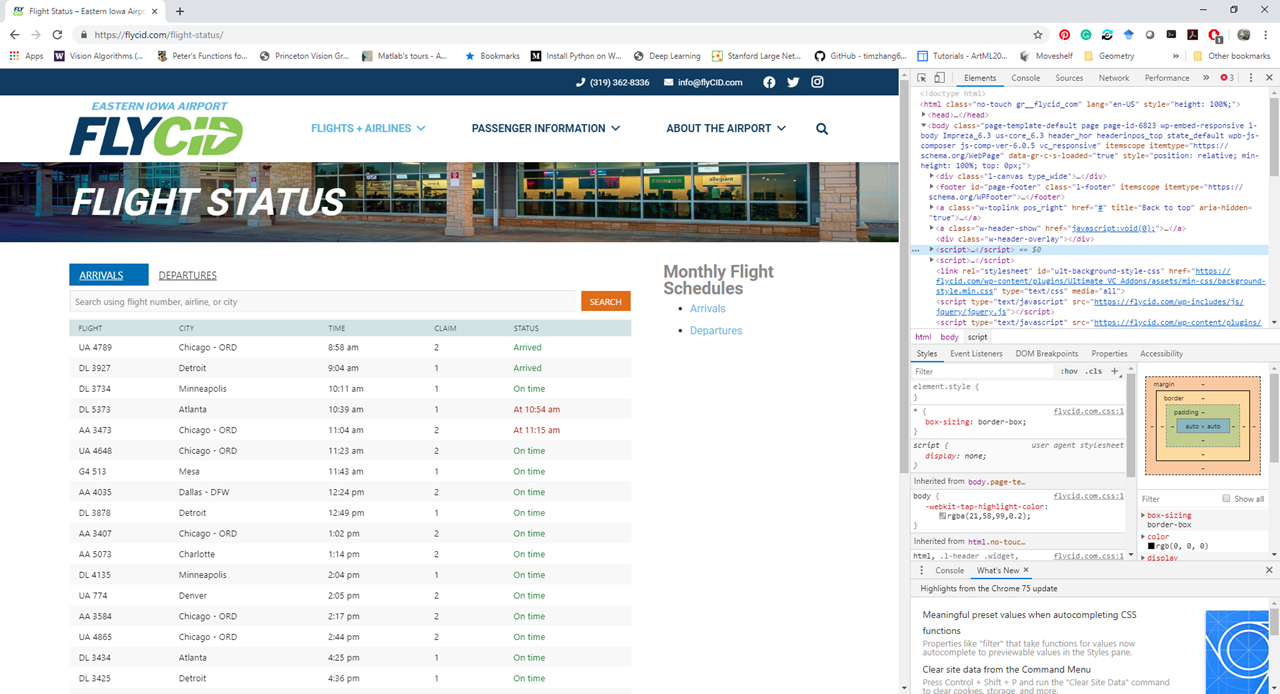 Flight Status – Eastern Iowa Airpo
https://flycid.com/flight-status/
Apps Vision Algorithms (... Peter's Functions fo... Princeton Vision Gr... Matlab's tours - A... Bookmarks Install Python on W... Deep Learning Stanford Large Net... GitHub - timzhang6... Tutorials - ArtML20... Moveshelf Geometry » Other bookmarks
(319) 362-8336 info@flyCID.com
EASTERN IOWA AIRPORT
FLYCID
FLIGHTS + AIRLINES PASSENGER INFORMATION ABOUT THE AIRPORT
allegiant
FLIGHT STATUS
ARRIVALS DEPARTURES
Search using flight number, airline, or city SEARCH
FLIGHT CITY TIME CLAIM STATUS
UA 4789 Chicago - ORD 8:58 am 2 Arrived
DL 3927 Detroit 9:04 am 1 Arrived
DL 3734 Minneapolis 10:11 am 1 On time
DL 5373 Atlanta 10:39 am 1 At 10:54 am
AA 3473 Chicago - ORD 11:04 am 2 At 11:15 am
UA 4648 Chicago - ORD 11:23 am 2 On time
G4 513 Mesa 11:43 am 1 On time
AA 4035 Dallas - DFW 12:24 pm 2 On time
DL 3878 Detroit 12:49 pm 1 On time
AA 3407 Chicago - ORD 1:02 pm 2 On time
AA 5073 Charlotte 1:14 pm 2 On time
DL 4135 Minneapolis 2:04 pm 1 On time
UA 774 Denver 2:05 pm 2 On time
AA 3584 Chicago - ORD 2:17 pm 2 On time
UA 4865 Chicago - ORD 2:44 pm 2 On time
DL 3434 Atlanta 4:25 pm 1 On time
DL 3425 Detroit 4:36 pm 1 On time
Monthly Flight
Schedules
• Arrivals
• Departures
Elements Console Sources Network Performance » 3
<!doctype html>
<html class="no-touch gr__flycid_com" lang="en-US" style="height: 100%;">
<head>…</head>
<body class="page-template-default page page-id-6823 wp-embed-responsive l-
body Impreza_6.3 us-core_6.3 header_hor headerinpos_top state_default wpb-js-
composer js-comp-ver-6.0.5 vc_responsive" itemscope itemtype="https://
schema.org/WebPage" data-gr-c-s-loaded="true" style="position: relative; min-
height: 100%; top: 0px;">
<div class="l-canvas type_wide">…</div>
<footer id="page-footer" class="l-footer" itemscope itemtype="https://
schema.org/WPFooter">…</footer>
<a class="w-toplink pos_right" href="#" title="Back to top" aria-hidden=
"true">…</a>
<a class="w-header-show" href="javascript:void(0);">…</a>
<div class="w-header-overlay"></div>
… <script>…</script> == $0
<script>…</script>
<link rel="stylesheet" id="ult-background-style-css" href="https://
flycid.com/wp-content/plugins/Ultimate_VC_Addons/assets/min-css/background-
style.min.css" type="text/css" media="all">
<script type="text/javascript" src="https://flycid.com/wp-includes/js/
jquery/jquery.js"></script>
<script type="text/javascript" src="https://flycid.com/wp-content/plugins/
html body script
Styles Event Listeners DOM Breakpoints Properties Accessibility
Filter :hov .cls +
element.style {
}
* { flycid.com.css:1
box-sizing: border-box;
}
script { user agent stylesheet
display: none;
}
Inherited from body.page-te…
body { flycid.com.css:1
-webkit-tap-highlight-color:
rgba(21,58,99,0.2);
}
Inherited from html.no-touc…
html, .l-header .widget, flycid.com.css:1
margin –
border –
padding –
– – – auto × auto – – –
–
–
–
Filter Show all
box-sizing
border-box
color
rgb(0, 0, 0)
display
Console What's New ×
Highlights from the Chrome 75 update
Meaningful preset values when autocompleting CSS
functions
Properties like "filter" that take functions for values now
autocomplete to previewable values in the Styles pane.
Clear site data from the Command Menu
Press Control + Shift + P and run the "Clear Site Data" command
to clear cookies, storage, and more.